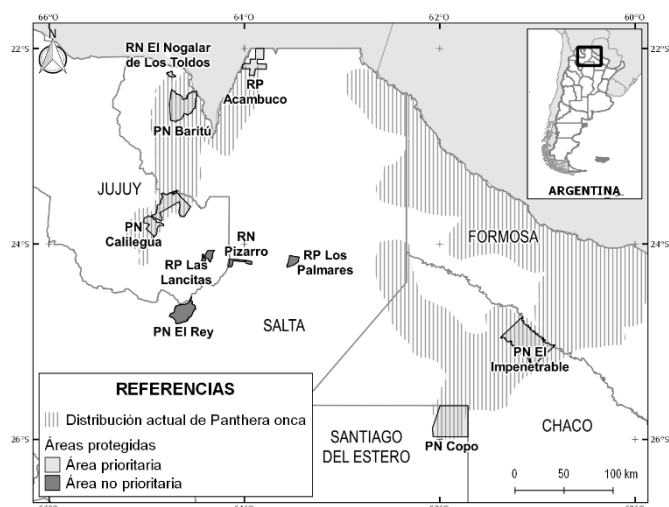 66°O
64°O
62°O
60°O
22°S
22°S
N
RN El Nogalar
de Los Toldos
RP
Acambuco
PN Baritú
ARGENTINA
JUJUY
PN
Calilegua
RN
Pizarro
FORMOSA
24°S
24°S
RP Las
Lancitas
RP Los
Palmares
PN El Rey
SALTA
PN El
Impenetrable
REFERENCIAS
Distribución actual de Panthera onca
Áreas protegidas
Área prioritaria
Área no prioritaria
SANTIAGO
DEL ESTERO
PN Copo
CHACO
26°S
26°S
0
50
100 km